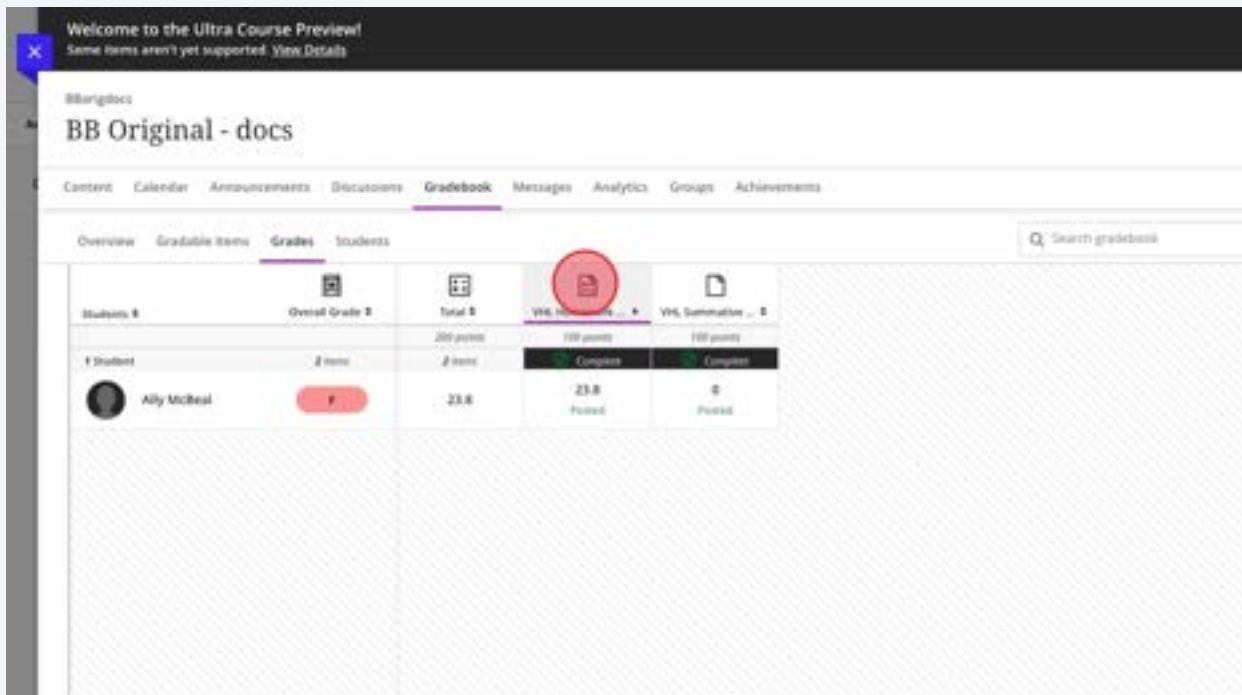 Welcome to the Ultra Course Preview!
Some items aren't yet supported. View Details
BBorigdocs
BB Original - docs
Content Calendar Announcements Discussions Gradebook Messages Analytics Groups Achievements
Overview Gradable Items Grades Students
Search gradebook
Students Overall Grade Total VHL ... VHL Summative ...
200 points 100 points 100 points
1 Student 2 items 2 items Complete Complete
Ally McBeal F 23.8 23.8 0
Posted Posted